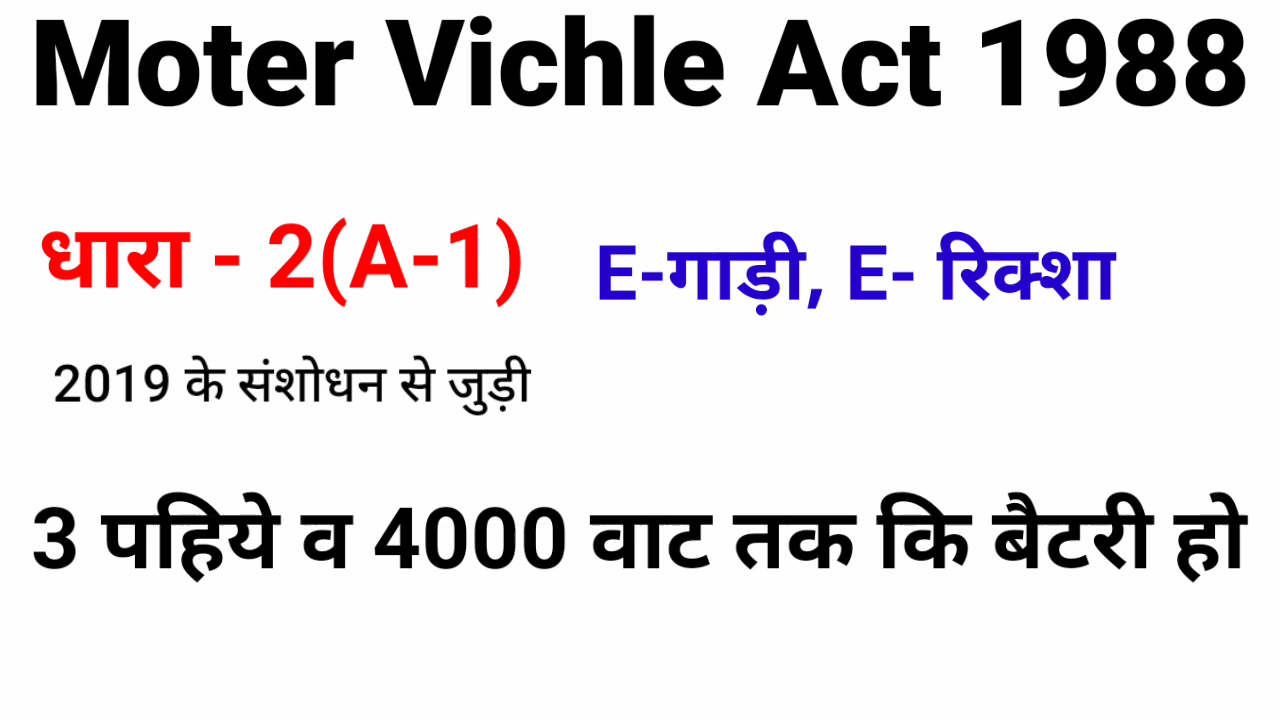 Moter Vichle Act 1988
धारा - 2(A-1) E-गाड़ी, E- रिक्शा
2019 के संशोधन से जुड़ी
3 पहिये व 4000 वाट तक कि बैटरी हो